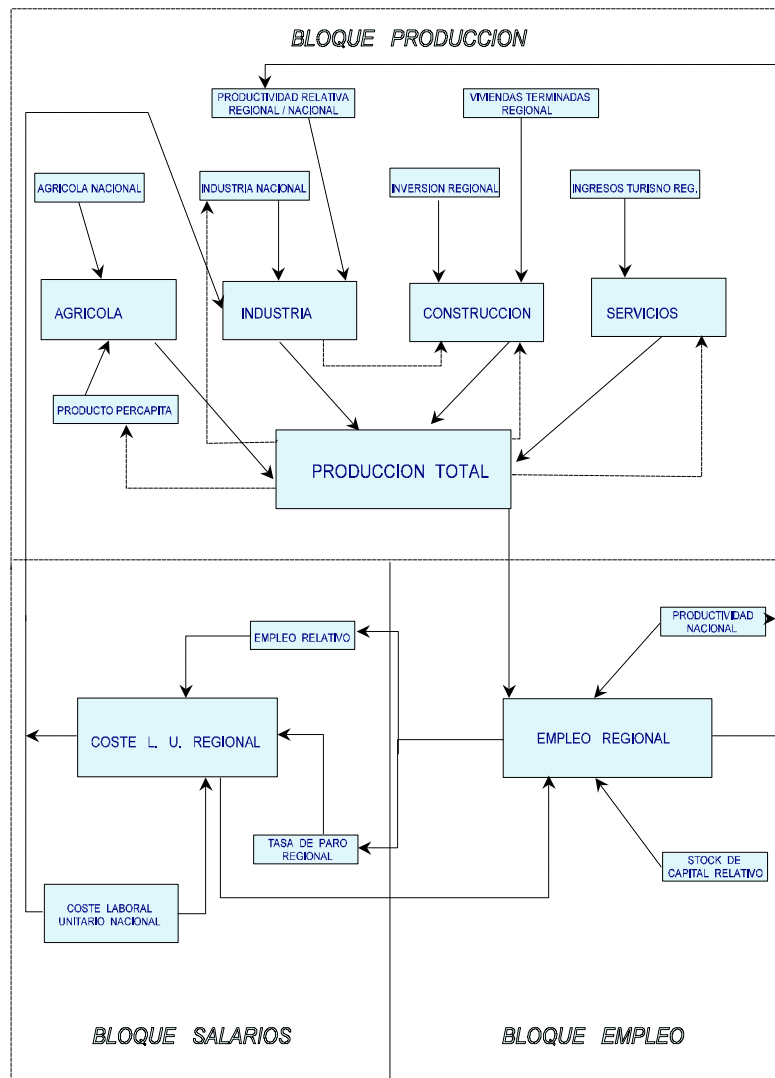 BLOQUE PRODUCCION
PRODUCTIVIDAD RELATIVA
REGIONAL / NACIONAL
VIVIENDAS TERMINADAS
REGIONAL
AGRICOLA NACIONAL
INDUSTRIA NACIONAL
INVERSION REGIONAL
INGRESOS TURISNO REG.
AGRICOLA
INDUSTRIA
CONSTRUCCION
SERVICIOS
PRODUCTO PERCAPITA
PRODUCCION TOTAL
EMPLEO RELATIVO
PRODUCTIVIDAD
NACIONAL
COSTE L. U. REGIONAL
EMPLEO REGIONAL
TASA DE PARO
REGIONAL
STOCK DE
CAPITAL RELATIVO
COSTE LABORAL
UNITARIO NACIONAL
BLOQUE SALARIOS
BLOQUE EMPLEO